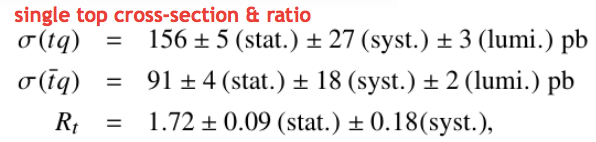 single top cross-section & ratio
σ(tq) = 156 ± 5 (stat.) ± 27 (syst.) ± 3 (lumi.) pb
σ(t̄q) = 91 ± 4 (stat.) ± 18 (syst.) ± 2 (lumi.) pb
Rₜ = 1.72 ± 0.09 (stat.) ± 0.18(syst.),